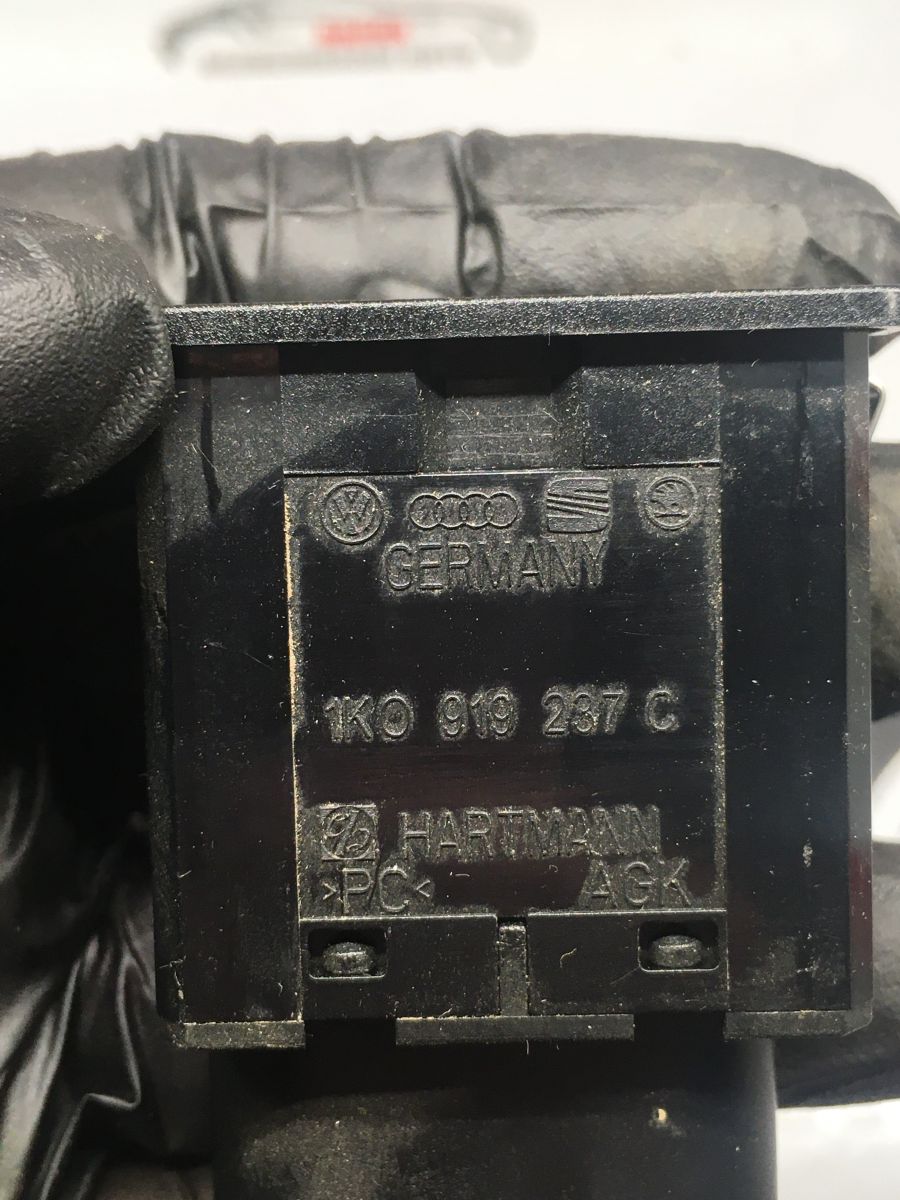 GERMANY
1K0 919 237 C
HARTMANN
>PC< AGK